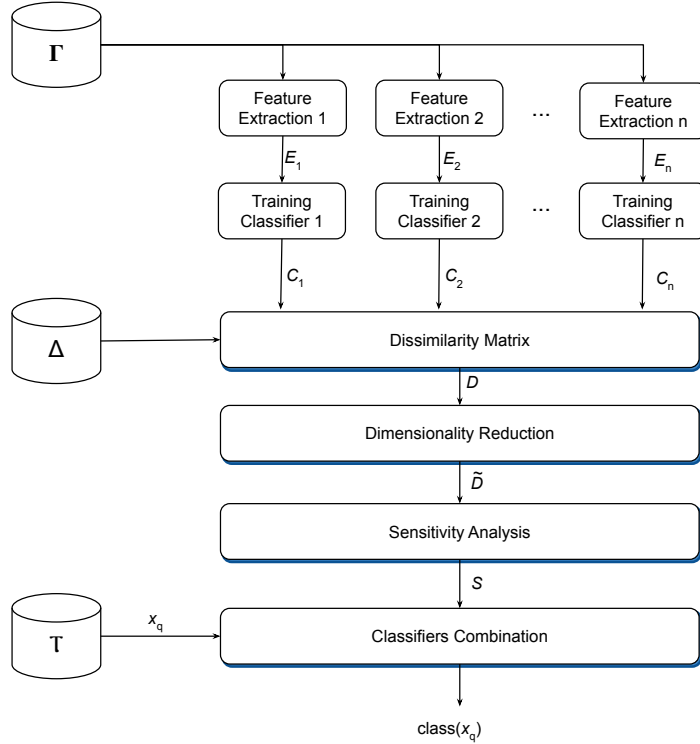 Γ
Feature
Extraction 1
Feature
Extraction 2
...
Feature
Extraction n
E1
E2
En
Training
Classifier 1
Training
Classifier 2
...
Training
Classifier n
C1
C2
Cn
Δ
Dissimilarity Matrix
D
Dimensionality Reduction
D̃
Sensitivity Analysis
S
Τ
xq
Classifiers Combination
class(xq)